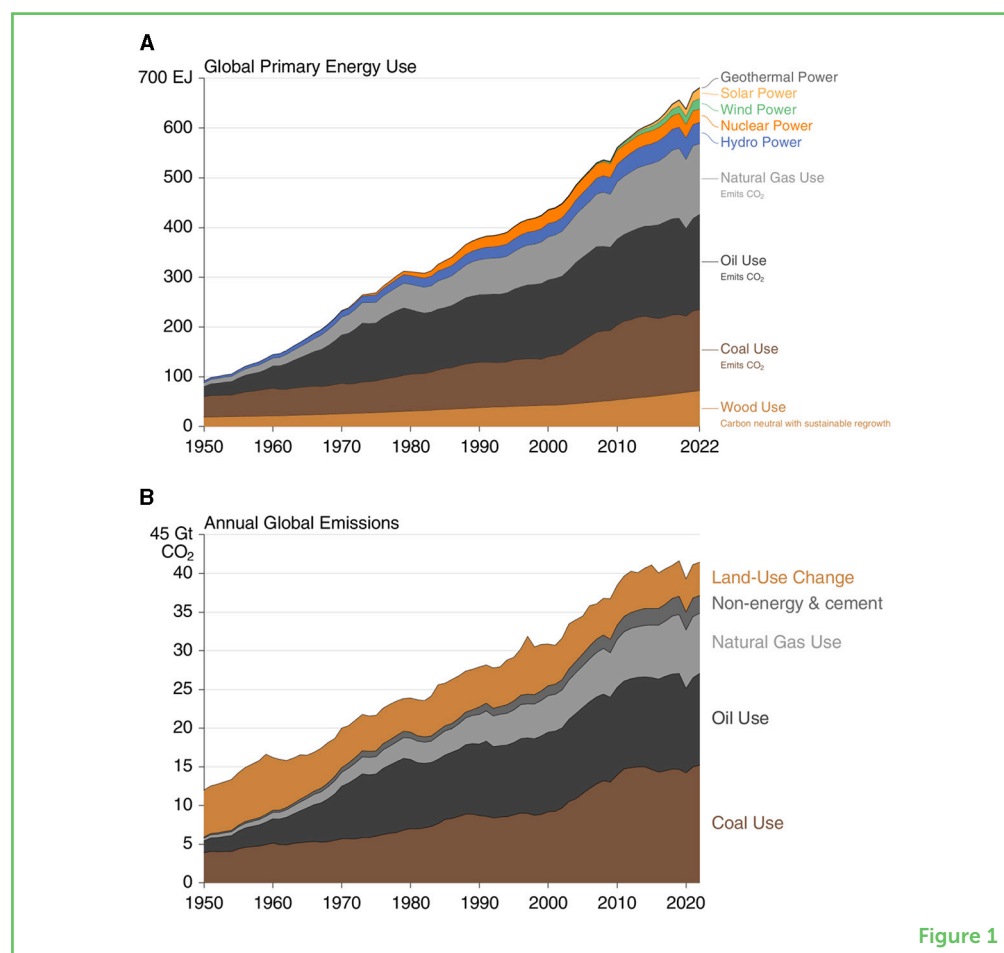 A
Global Primary Energy Use
700 EJ
600
500
400
300
200
100
0
1950 1960 1970 1980 1990 2000 2010 2022
Geothermal Power
Solar Power
Wind Power
Nuclear Power
Hydro Power
Natural Gas Use
Emits CO₂
Oil Use
Emits CO₂
Coal Use
Emits CO₂
Wood Use
Carbon neutral with sustainable regrowth
B
Annual Global Emissions
45 Gt
CO₂
40
35
30
25
20
15
10
5
0
1950 1960 1970 1980 1990 2000 2010 2020
Land-Use Change
Non-energy & cement
Natural Gas Use
Oil Use
Coal Use
Figure 1